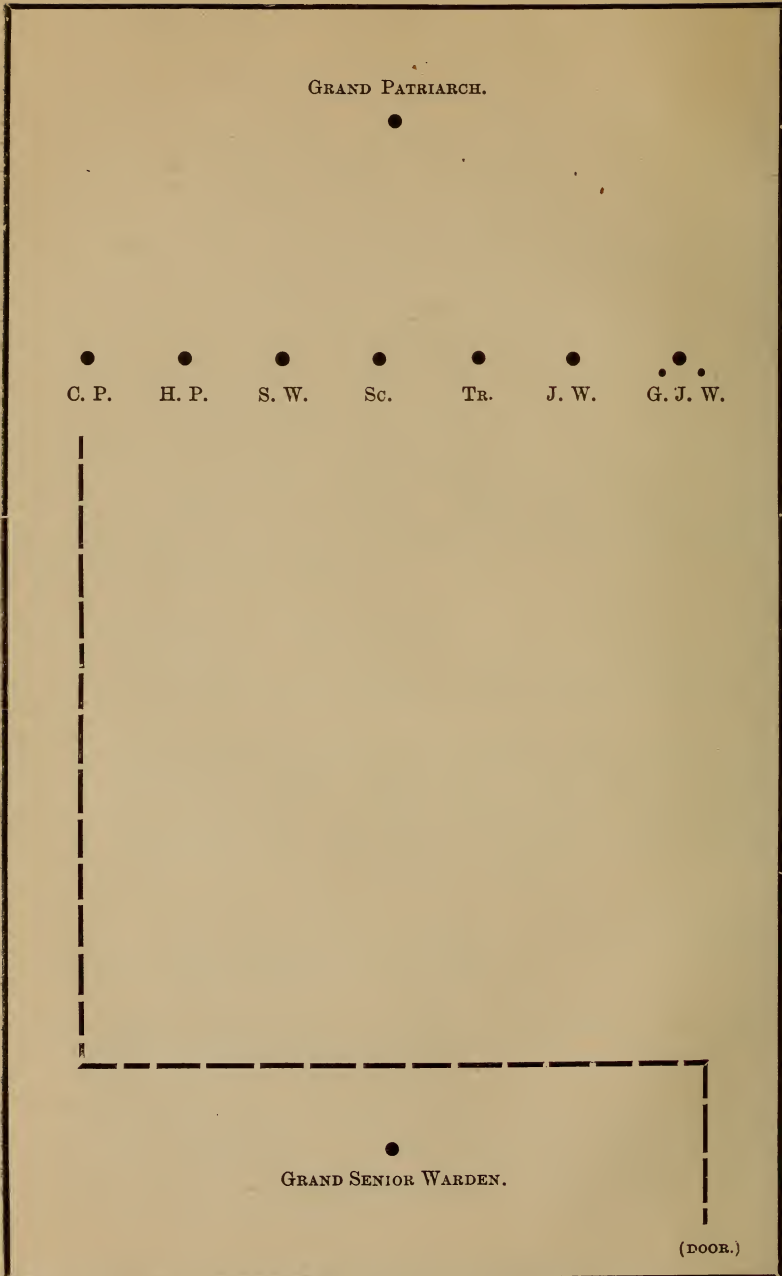 GRAND PATRIARCH.
C. P. H. P. S. W. SC. TR. J. W. G. J. W.
GRAND SENIOR WARDEN.
(DOOR.)